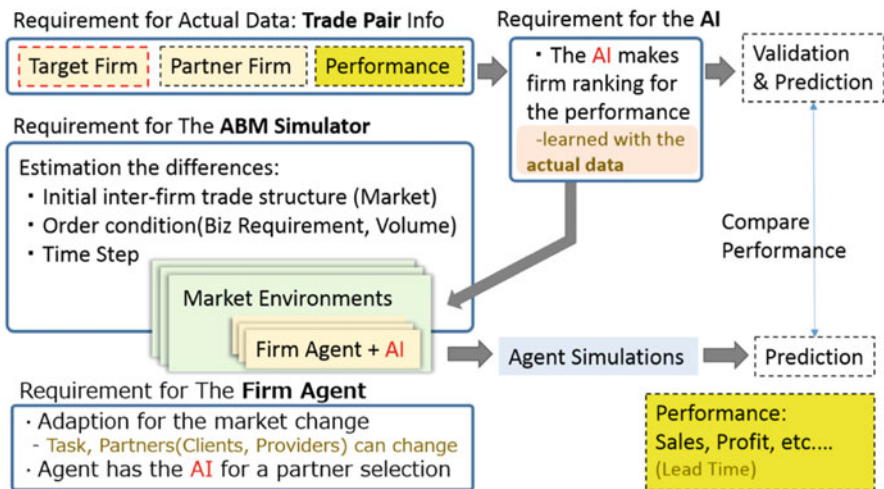 Requirement for Actual Data: Trade Pair Info
Target Firm
Partner Firm
Performance
Requirement for the AI
・The AI makes
firm ranking for
the performance
-learned with the
actual data
Validation
& Prediction
Requirement for The ABM Simulator
Estimation the differences:
・Initial inter-firm trade structure (Market)
・Order condition(Biz Requirement, Volume)
・Time Step
Market Environments
Firm Agent + AI
Compare
Performance
Agent Simulations
Prediction
Requirement for The Firm Agent
· Adaption for the market change
- Task, Partners(Clients, Providers) can change
· Agent has the AI for a partner selection
Performance:
Sales, Profit, etc....
(Lead Time)